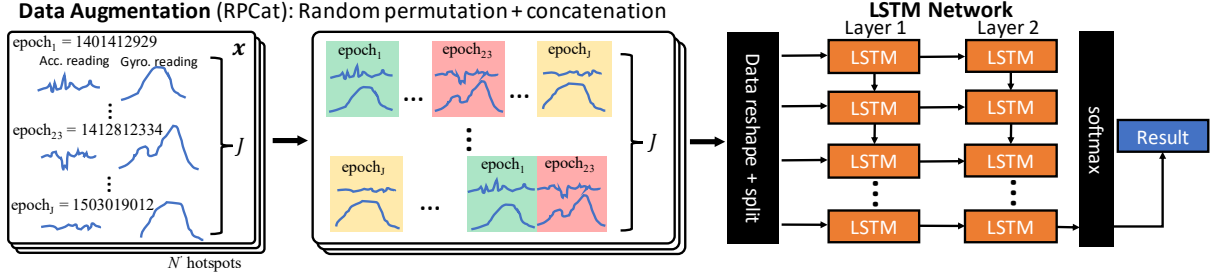 Data Augmentation (RPCat): Random permutation + concatenation
LSTM Network
epoch₁ = 1401412929
x
Acc. reading
Gyro. reading
...
epoch₂₃ = 1412812334
J
...
epochJ = 1503019012
N' hotspots
epoch₁
...
epoch₂₃
...
epochJ
...
J
epochJ
...
epoch₁
epoch₂₃
Data reshape + split
Layer 1
Layer 2
LSTM
LSTM
LSTM
LSTM
LSTM
LSTM
...
...
LSTM
LSTM
softmax
Result